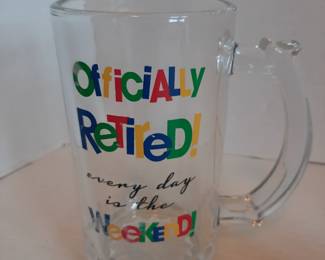 OfficiALLY
ReTiReD!
every day
is the
WeeKeND!